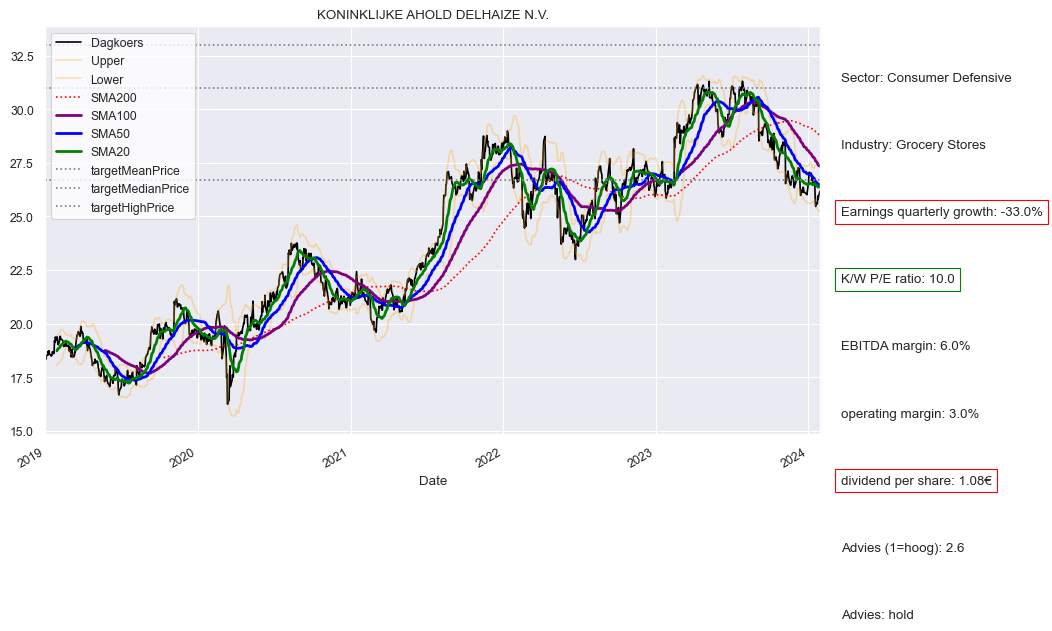 KONINKLIJKE AHOLD DELHAIZE N.V.
Dagkoers
Upper
Lower
SMA200
SMA100
SMA50
SMA20
targetMeanPrice
targetMedianPrice
targetHighPrice
32.5
30.0
27.5
25.0
22.5
20.0
17.5
15.0
2019
2020
2021
2022
2023
2024
Date
Sector: Consumer Defensive
Industry: Grocery Stores
Earnings quarterly growth: -33.0%
K/W P/E ratio: 10.0
EBITDA margin: 6.0%
operating margin: 3.0%
dividend per share: 1.08€
Advies (1=hoog): 2.6
Advies: hold